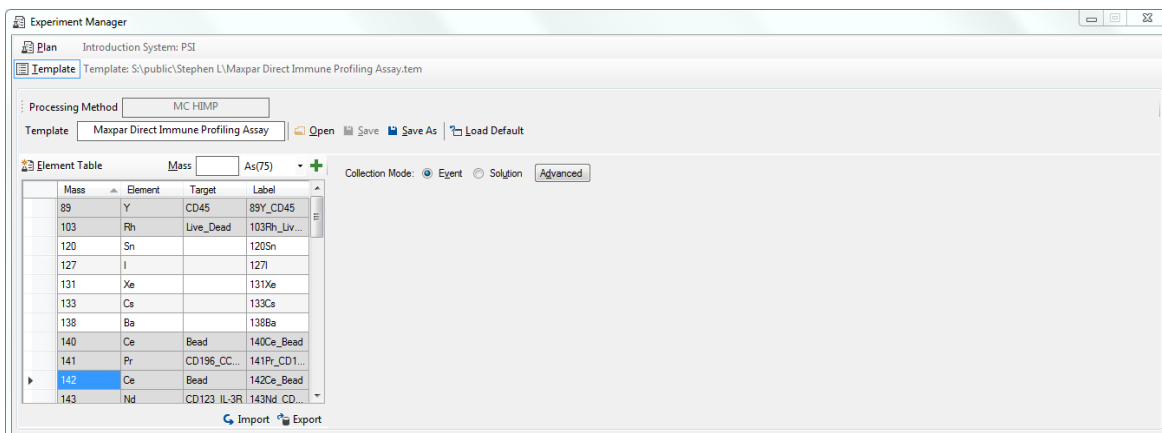 Experiment Manager
Plan Introduction System: PSI
Template Template: S:\public\Stephen L\Maxpar Direct Immune Profiling Assay.tem
Processing Method MC HIMP
Template Maxpar Direct Immune Profiling Assay Open Save Save As Load Default
Element Table Mass As(75) Collection Mode: Event Solution Advanced
Mass Element Target Label
89 Y CD45 89Y_CD45
103 Rh Live_Dead 103Rh_Liv...
120 Sn 120Sn
127 I 127I
131 Xe 131Xe
133 Cs 133Cs
138 Ba 138Ba
140 Ce Bead 140Ce_Bead
141 Pr CD196_CC... 141Pr_CD1...
142 Ce Bead 142Ce_Bead
143 Nd CD123_IL-3R 143Nd_CD...
Import Export